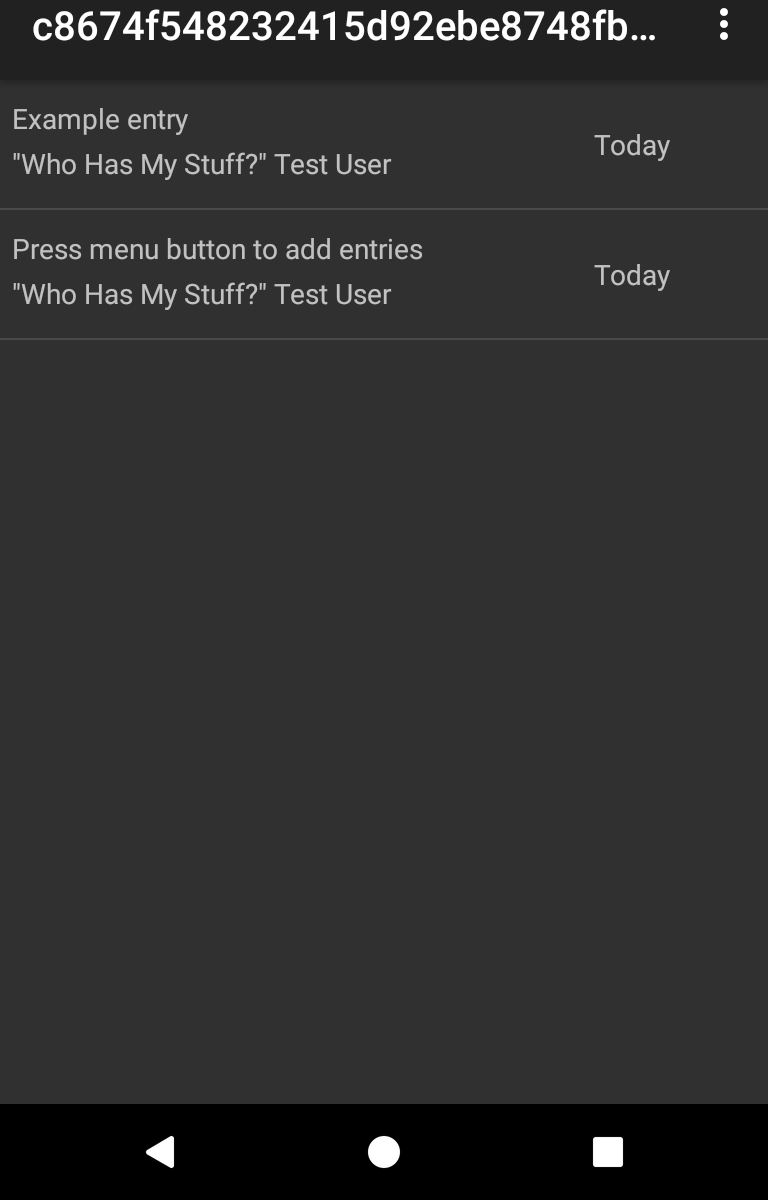 c8674f548232415d92ebe8748fb...
Example entry
"Who Has My Stuff?" Test User
Today
Press menu button to add entries
"Who Has My Stuff?" Test User
Today